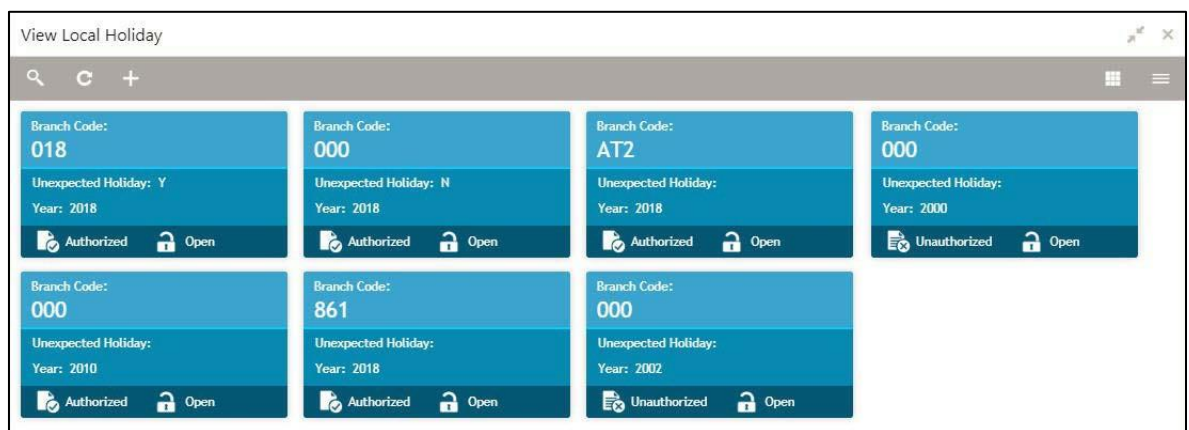 View Local Holiday
Branch Code:
018
Unexpected Holiday: Y
Year: 2018
Authorized Open
Branch Code:
000
Unexpected Holiday: N
Year: 2018
Authorized Open
Branch Code:
AT2
Unexpected Holiday:
Year: 2018
Authorized Open
Branch Code:
000
Unexpected Holiday:
Year: 2000
Unauthorized Open
Branch Code:
000
Unexpected Holiday:
Year: 2010
Authorized Open
Branch Code:
861
Unexpected Holiday:
Year: 2018
Authorized Open
Branch Code:
000
Unexpected Holiday:
Year: 2002
Unauthorized Open